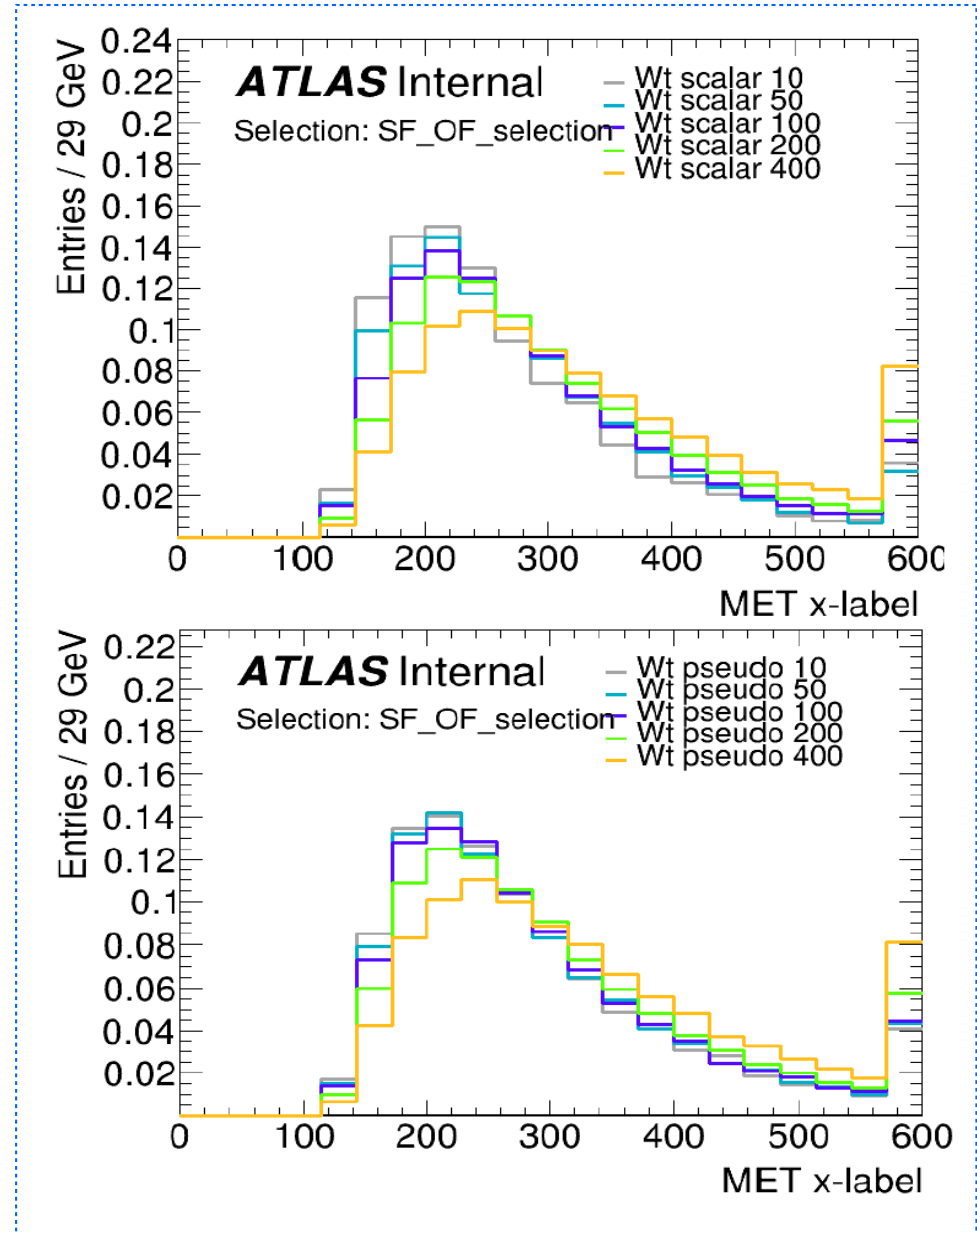 0.24
0.22
0.2
0.18
0.16
0.14
0.12
0.1
0.08
0.06
0.04
0.02
Entries / 29 GeV
ATLAS Internal
Selection: SF_OF_selection
Wt scalar 10
Wt scalar 50
Wt scalar 100
Wt scalar 200
Wt scalar 400
0 100 200 300 400 500 600
MET x-label
0.22
0.2
0.18
0.16
0.14
0.12
0.1
0.08
0.06
0.04
0.02
Entries / 29 GeV
ATLAS Internal
Selection: SF_OF_selection
Wt pseudo 10
Wt pseudo 50
Wt pseudo 100
Wt pseudo 200
Wt pseudo 400
0 100 200 300 400 500 600
MET x-label